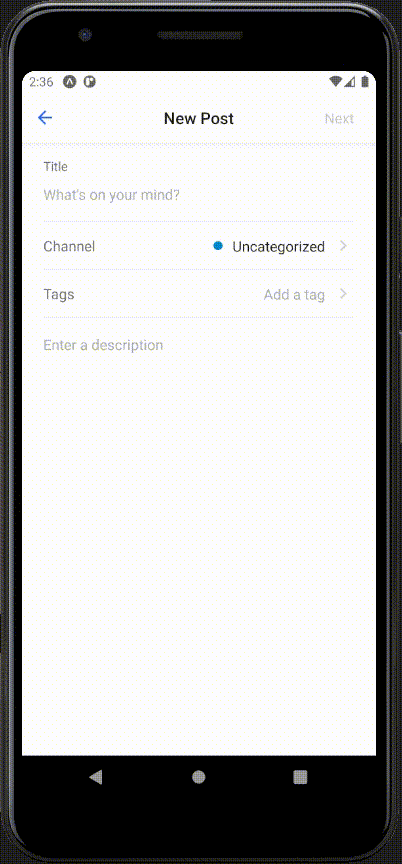 2:36
New Post
Next
Title
What's on your mind?
Channel
Uncategorized
Tags
Add a tag
Enter a description